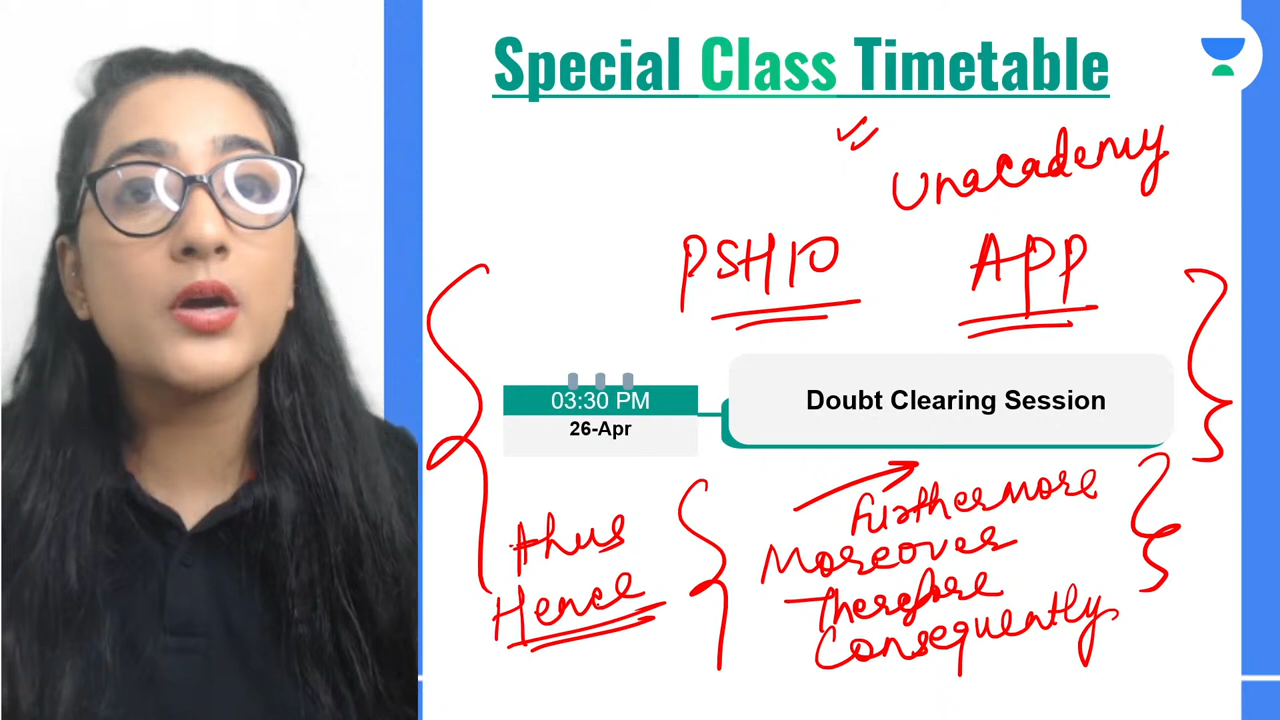 Special Class Timetable
Unacademy
PSH10 APP
03:30 PM
26-Apr
Doubt Clearing Session
Furthermore
thus Moreover
Hence Therefore
Consequently